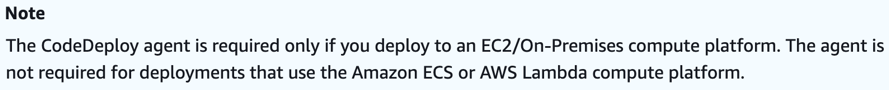 Note
The CodeDeploy agent is required only if you deploy to an EC2/On-Premises compute platform. The agent is
not required for deployments that use the Amazon ECS or AWS Lambda compute platform.